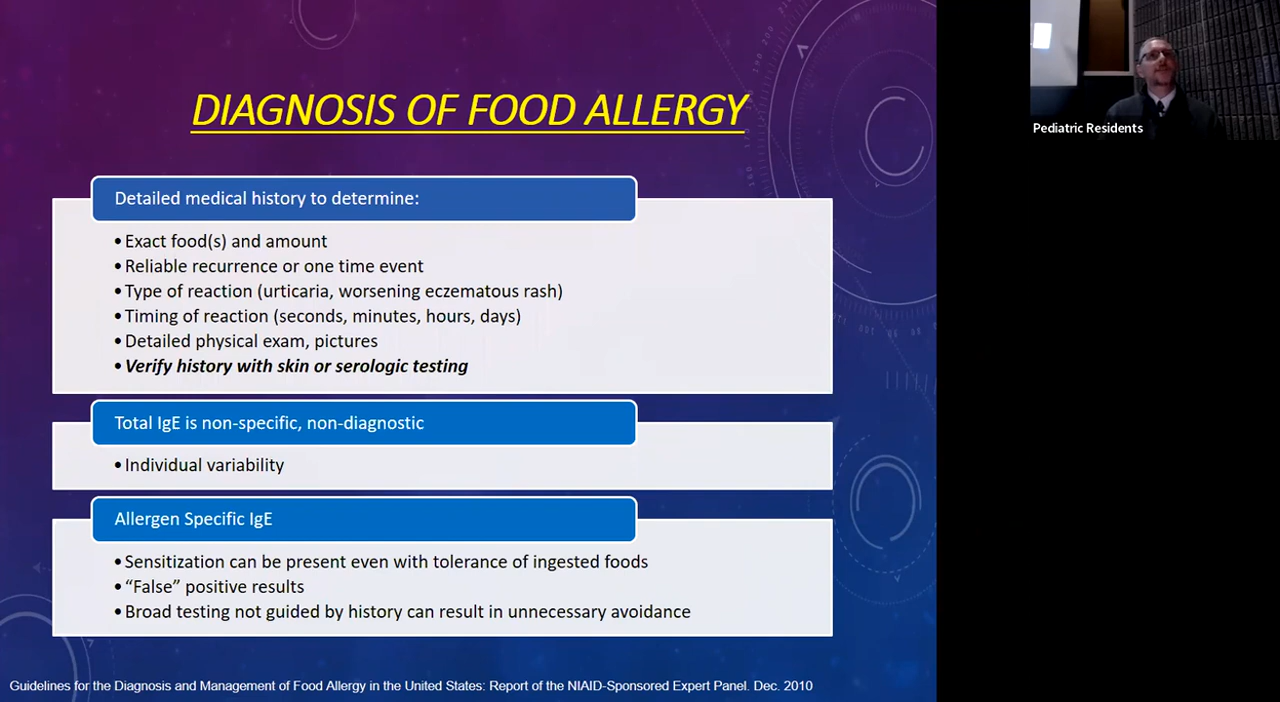 DIAGNOSIS OF FOOD ALLERGY
Detailed medical history to determine:
•Exact food(s) and amount
•Reliable recurrence or one time event
•Type of reaction (urticaria, worsening eczematous rash)
•Timing of reaction (seconds, minutes, hours, days)
•Detailed physical exam, pictures
•Verify history with skin or serologic testing
Total IgE is non-specific, non-diagnostic
•Individual variability
Allergen Specific IgE
•Sensitization can be present even with tolerance of ingested foods
•“False” positive results
•Broad testing not guided by history can result in unnecessary avoidance
Guidelines for the Diagnosis and Management of Food Allergy in the United States: Report of the NIAID-Sponsored Expert Panel. Dec. 2010
Pediatric Residents